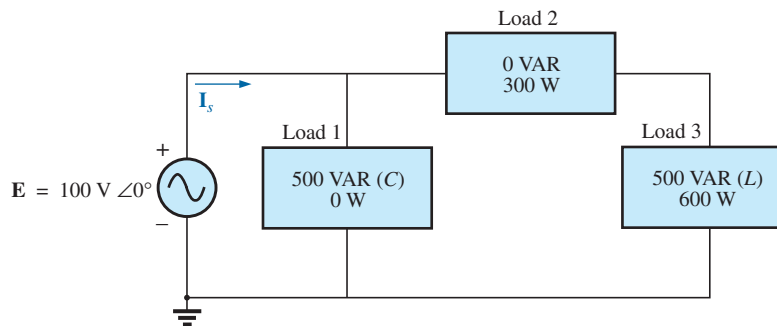 Load 2
0 VAR
300 W
I_s
Load 1
Load 3
+
500 VAR (C)
0 W
500 VAR (L)
600 W
E = 100 V ∠0°
–